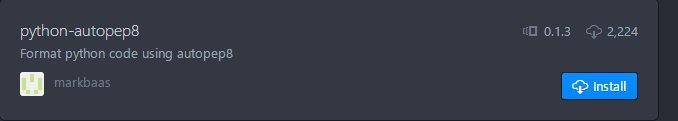 python-autopep8 0.1.3 2,224
Format python code using autopep8
markbaas Install